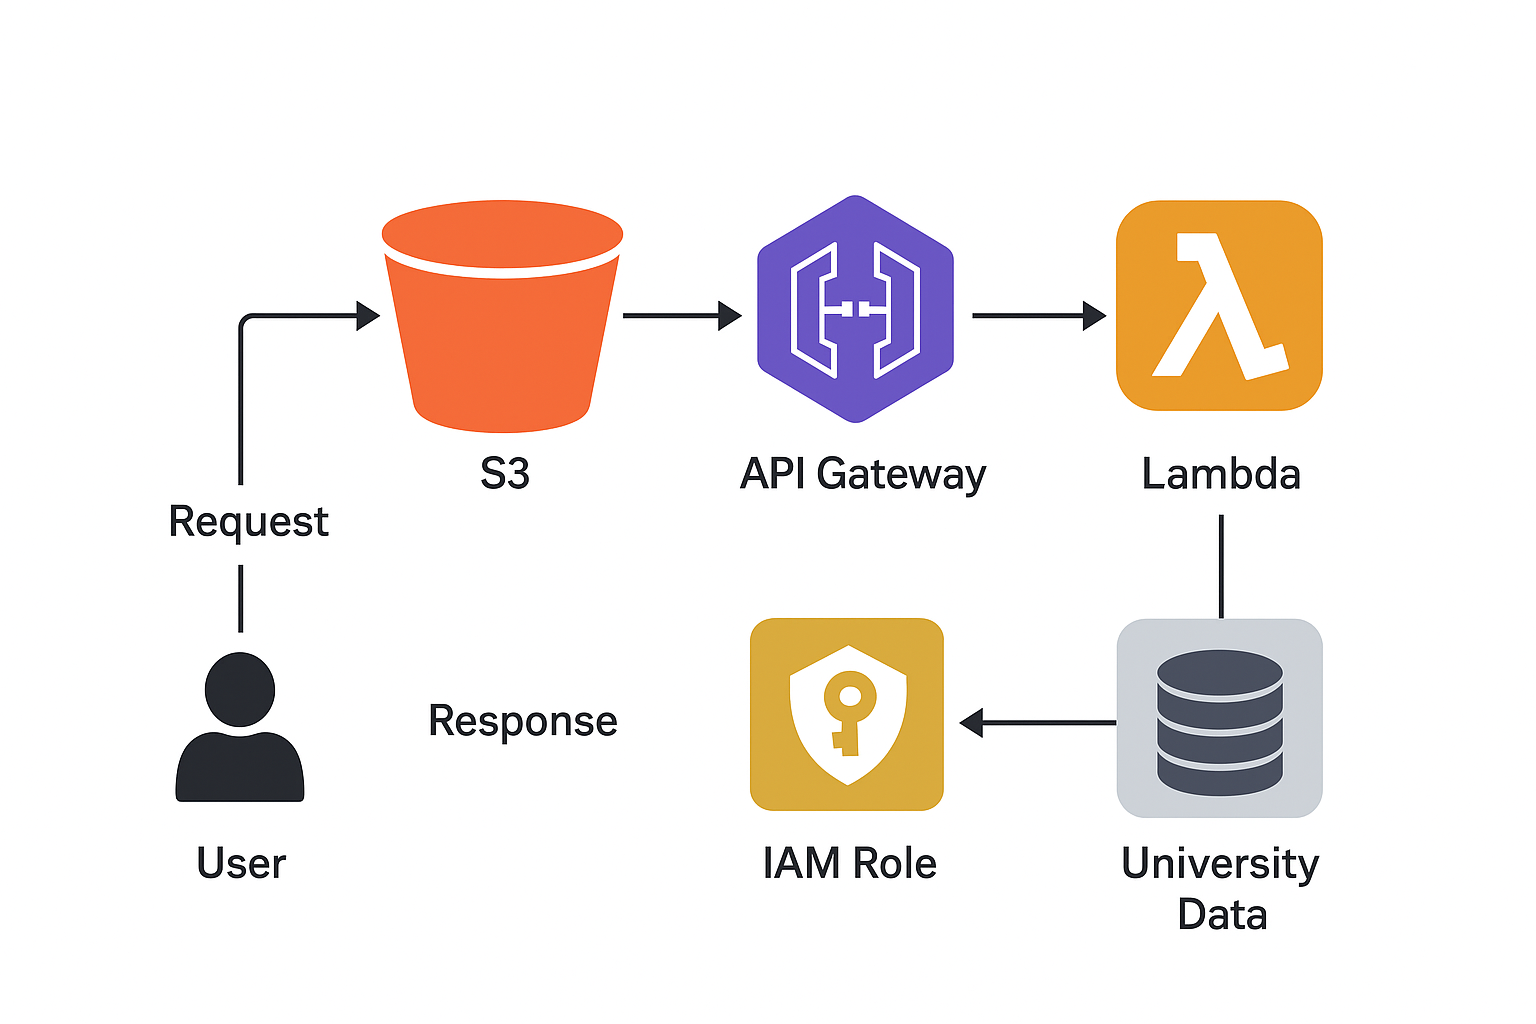 S3
API Gateway
Lambda
Request
Response
User
IAM Role
University
Data